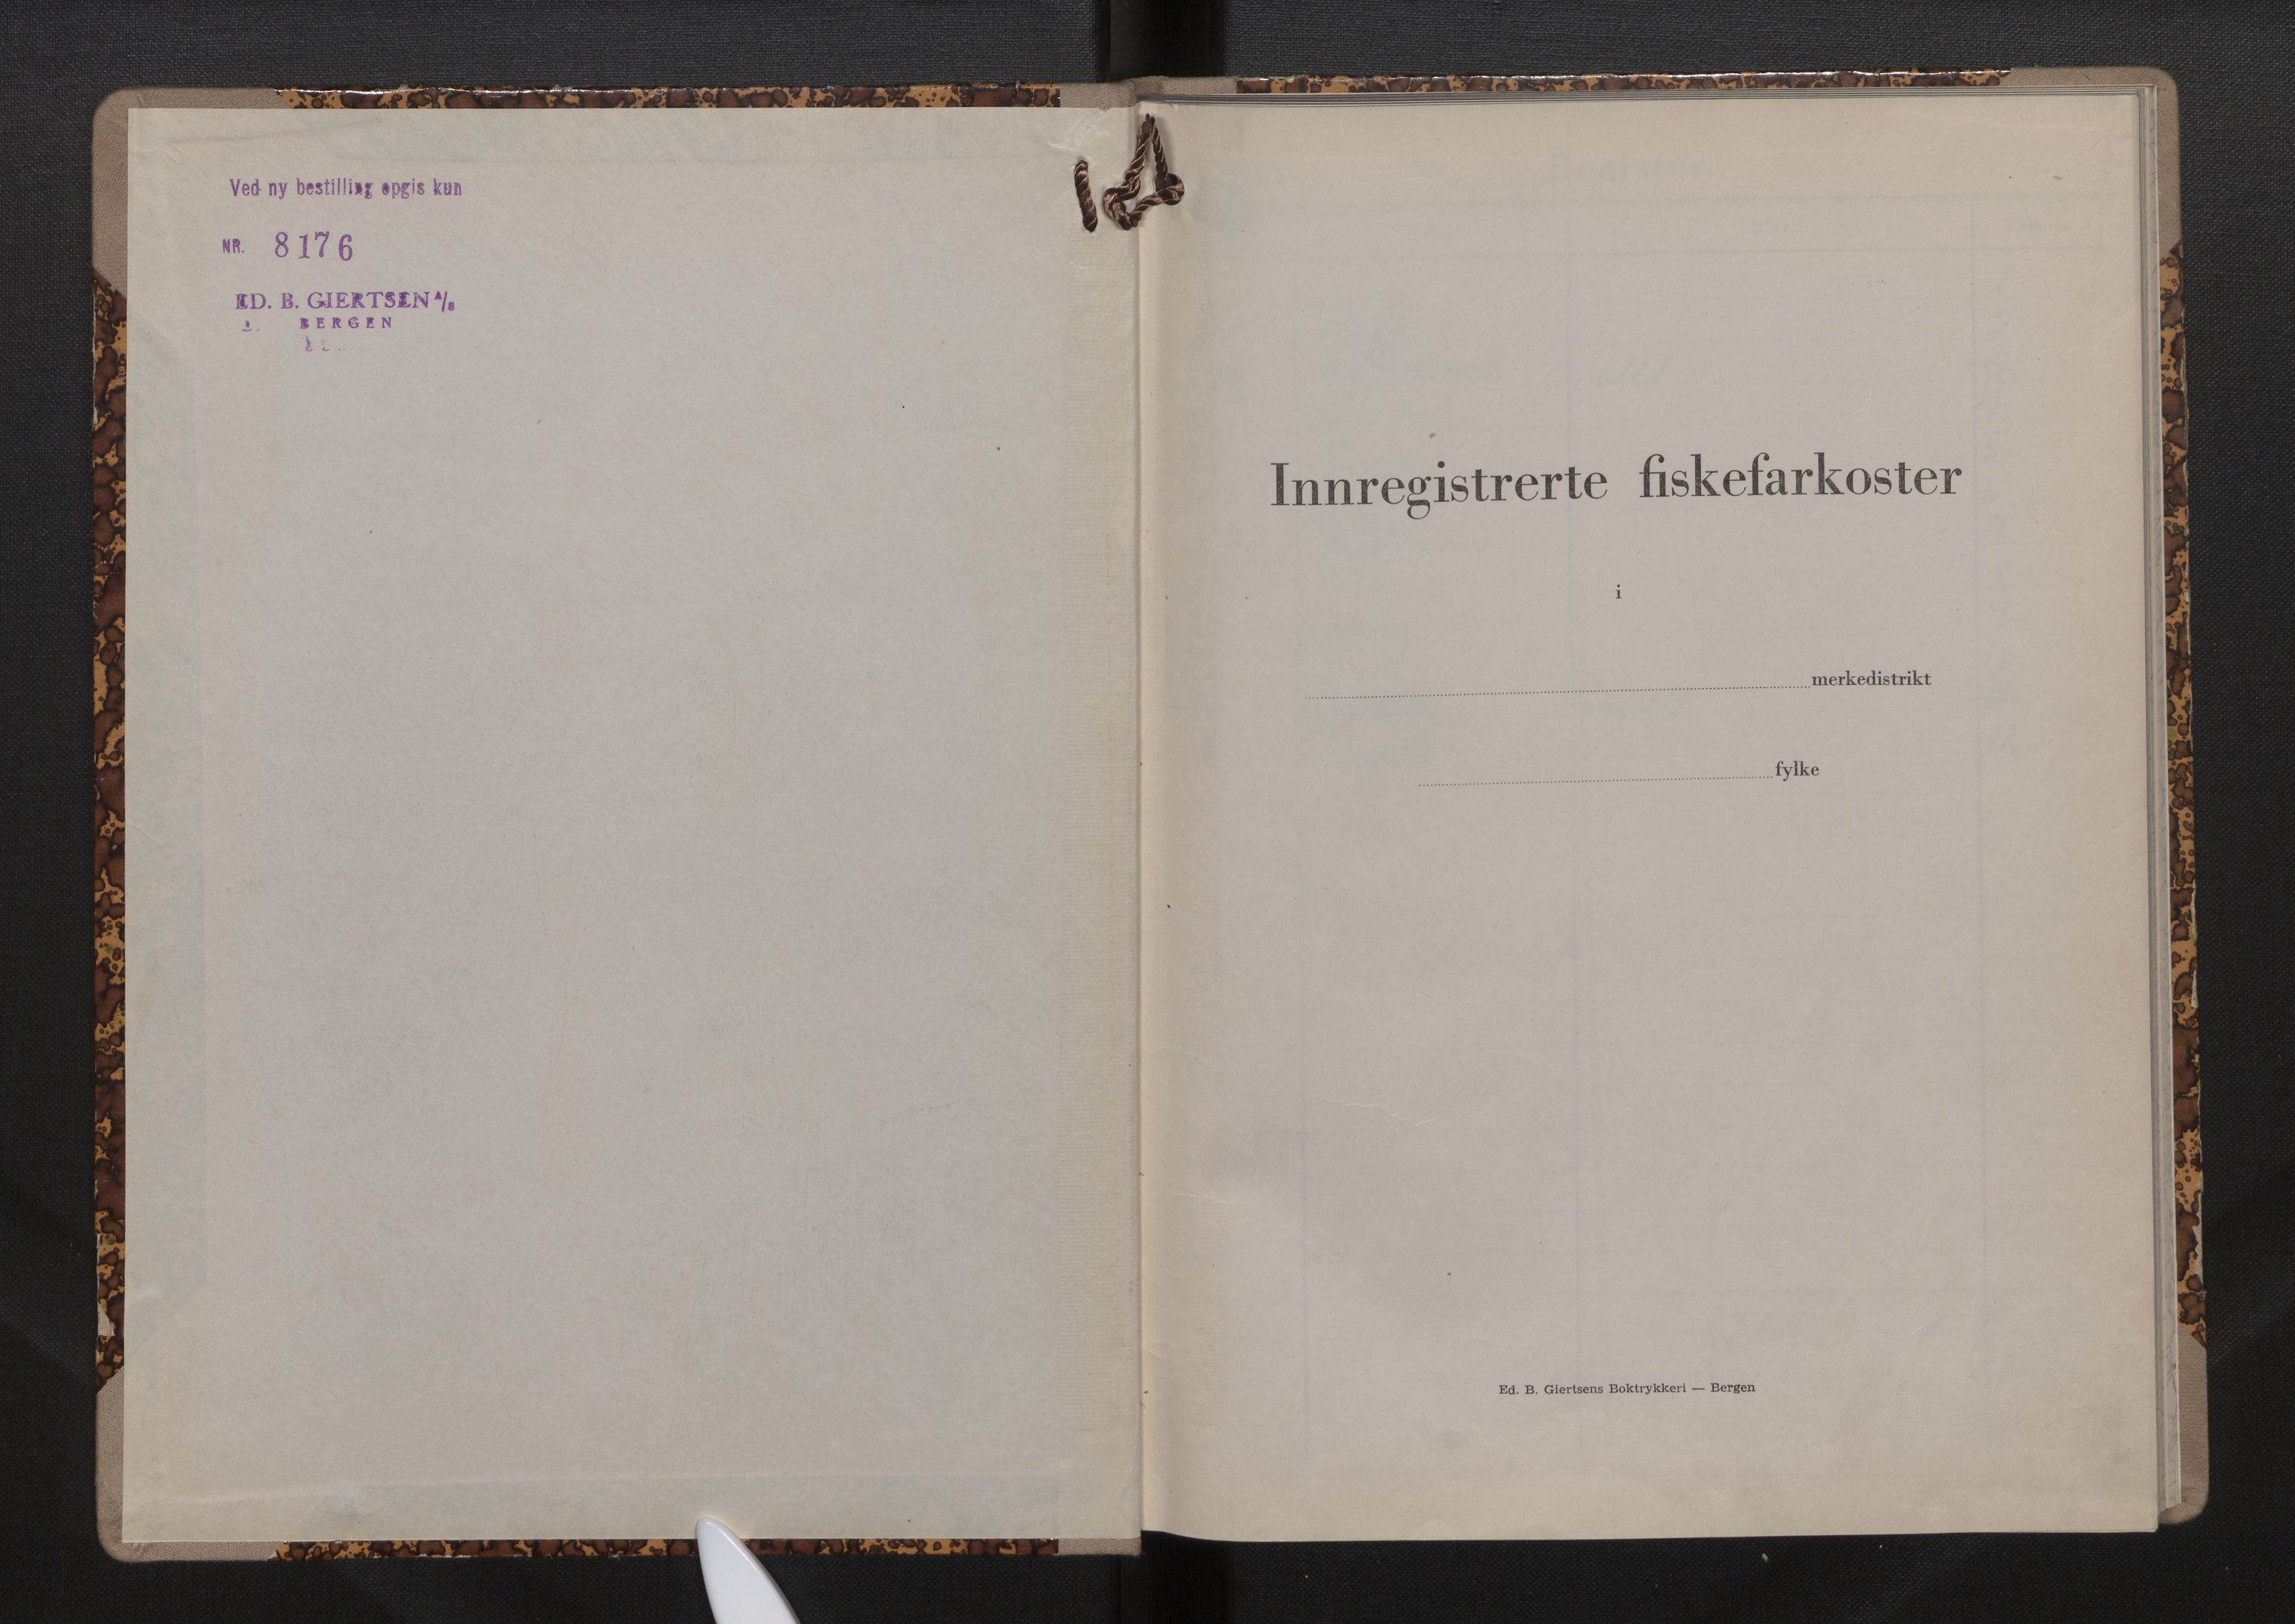 Ved ny bestilling opgis kun
NR. 8176
ED. B. GIERTSEN A/S
BERGEN
Innregistrerte fiskefarkoster
i
merkedistrikt
fylke
Ed. B. Giertsens Boktrykkeri — Bergen